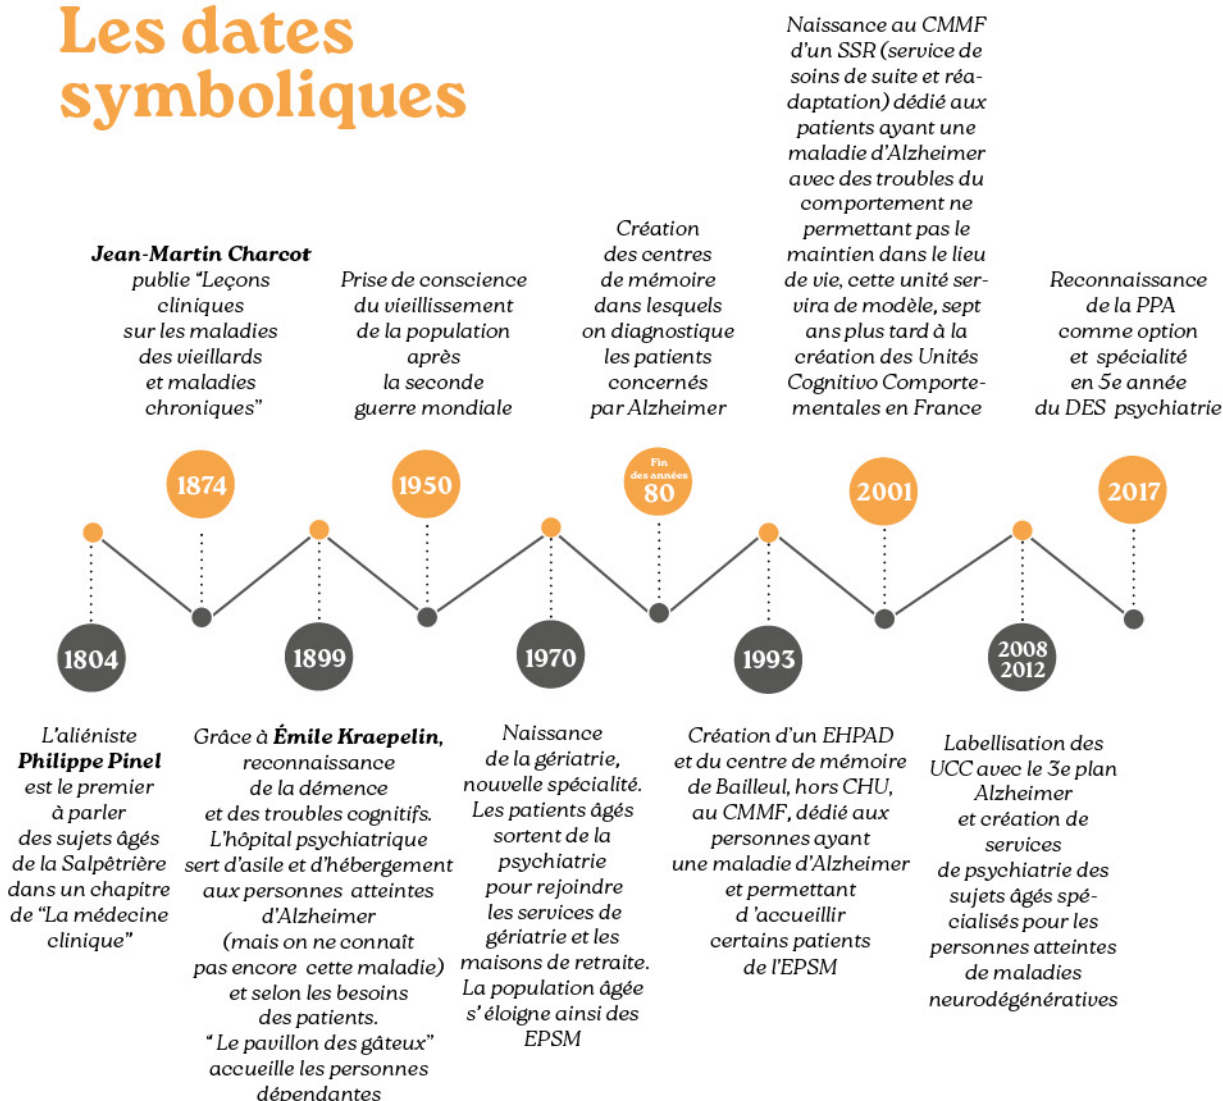 Les dates
symboliques
Jean-Martin Charcot
publie “Leçons
cliniques
sur les maladies
des vieillards
et maladies
chroniques”
Prise de conscience
du vieillissement
de la population
après
la seconde
guerre mondiale
Création
des centres
de mémoire
dans lesquels
on diagnostique
les patients
concernés
par Alzheimer
Naissance au CMMF
d'un SSR (service de
soins de suite et réa-
daptation) dédié aux
patients ayant une
maladie d'Alzheimer
avec des troubles du
comportement ne
permettant pas le
maintien dans le lieu
de vie, cette unité ser-
vira de modèle, sept
ans plus tard à la
création des Unités
Cognitivo Comporte-
mentales en France
Reconnaissance
de la PPA
comme option
et spécialité
en 5e année
du DES psychiatrie
1874
1950
Fin
des années
80
2001
2017
1804
1899
1970
1993
2008
2012
L'aliéniste
Philippe Pinel
est le premier
à parler
des sujets âgés
de la Salpêtrière
dans un chapitre
de “La médecine
clinique”
Grâce à Émile Kraepelin,
reconnaissance
de la démence
et des troubles cognitifs.
L'hôpital psychiatrique
sert d'asile et d'hébergement
aux personnes atteintes
d'Alzheimer
(mais on ne connaît
pas encore cette maladie)
et selon les besoins
des patients.
“ Le pavillon des gâteux”
accueille les personnes
dépendantes
Naissance
de la gériatrie,
nouvelle spécialité.
Les patients âgés
sortent de la
psychiatrie
pour rejoindre
les services de
gériatrie et les
maisons de retraite.
La population âgée
s' éloigne ainsi des
EPSM
Création d'un EHPAD
et du centre de mémoire
de Bailleul, hors CHU,
au CMMF, dédié aux
personnes ayant
une maladie d'Alzheimer
et permettant
d 'accueillir
certains patients
de l'EPSM
Labellisation des
UCC avec le 3e plan
Alzheimer
et création de
services
de psychiatrie des
sujets âgés spé-
cialisés pour les
personnes atteintes
de maladies
neurodégénératives